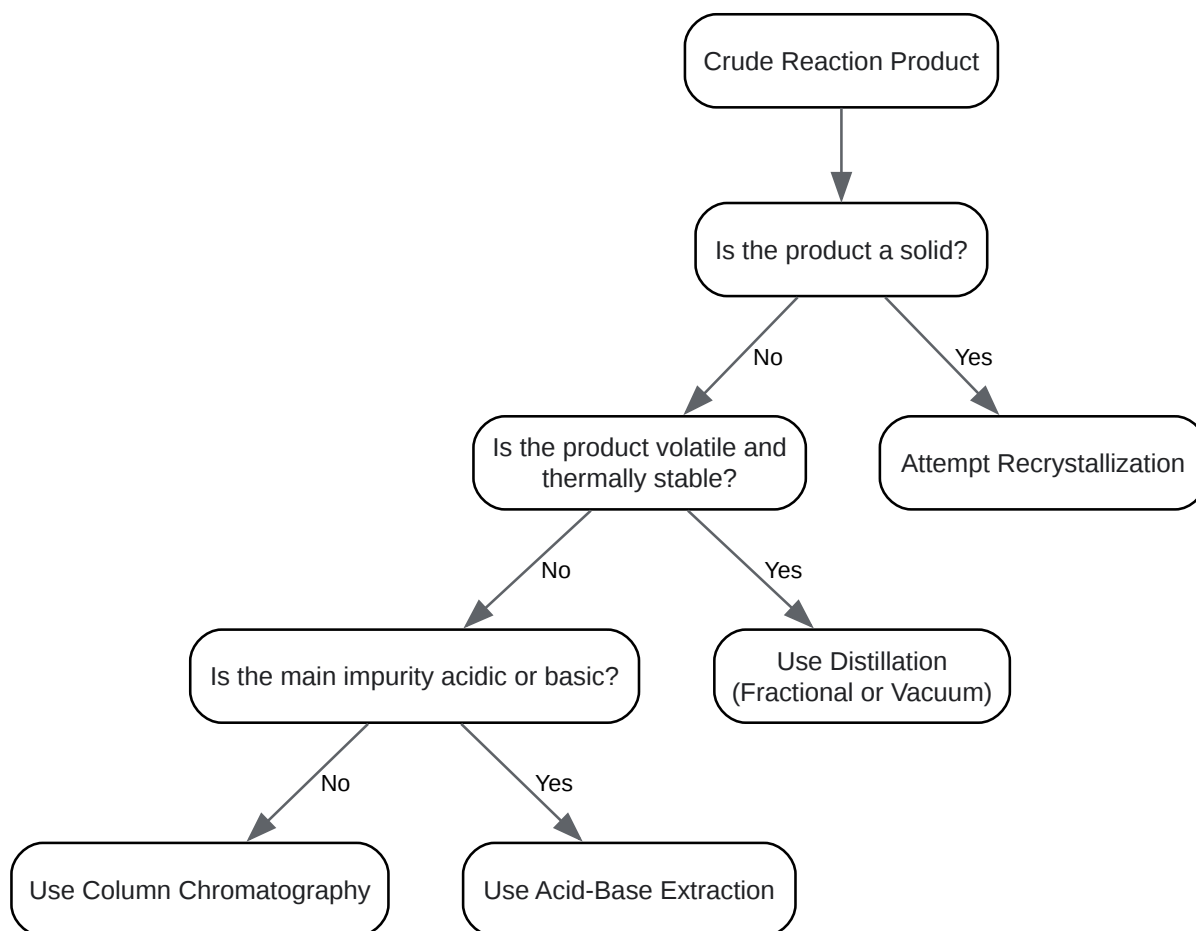 Crude Reaction Product
Is the product a solid?
No
Yes
Is the product volatile and
thermally stable?
Attempt Recrystallization
No
Yes
Is the main impurity acidic or basic?
Use Distillation
(Fractional or Vacuum)
No
Yes
Use Column Chromatography
Use Acid-Base Extraction